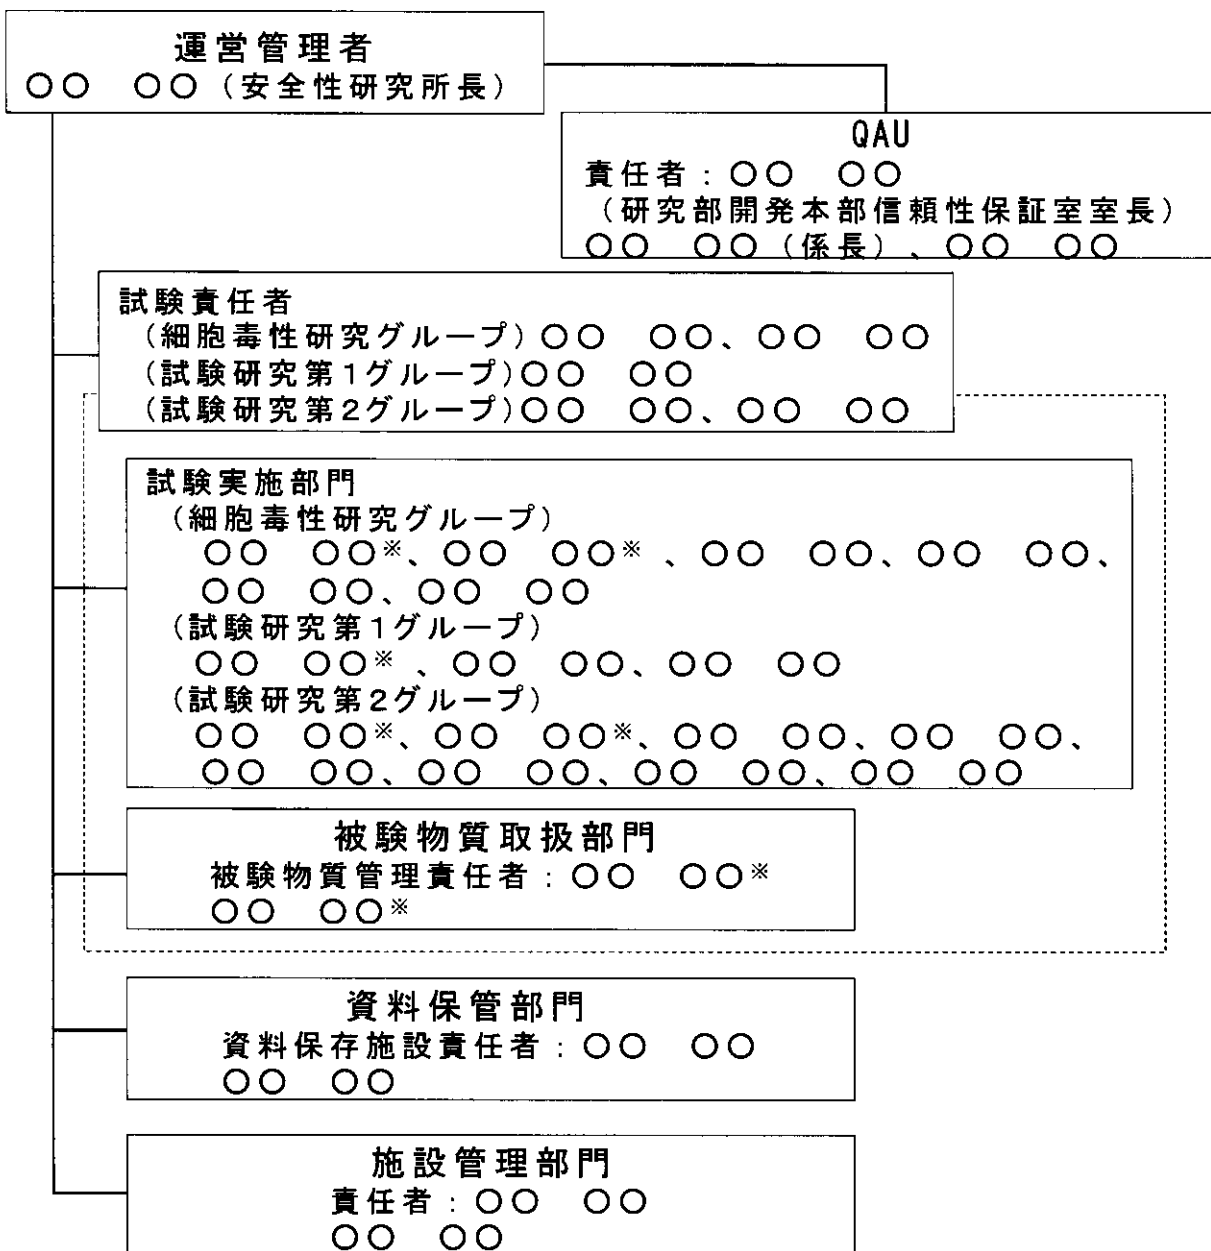 運営管理者
○○　○○（安全性研究所長）
QAU
責任者：○○　○○
（研究部開発本部信頼性保証室室長）
○○　○○（係長）、○○　○○
試験責任者
（細胞毒性研究グループ）○○　○○、○○　○○
（試験研究第1グループ）○○　○○
（試験研究第2グループ）○○　○○、○○　○○
試験実施部門
（細胞毒性研究グループ）
○○　○○※、○○　○○※、○○　○○、○○　○○、
○○　○○、○○　○○
（試験研究第1グループ）
○○　○○※、○○　○○、○○　○○
（試験研究第2グループ）
○○　○○※、○○　○○※、○○　○○、○○　○○、
○○　○○、○○　○○、○○　○○、○○　○○
被験物質取扱部門
被験物質管理責任者：○○　○○※
○○　○○※
資料保管部門
資料保存施設責任者：○○　○○
○○　○○
施設管理部門
責任者：○○　○○
○○　○○